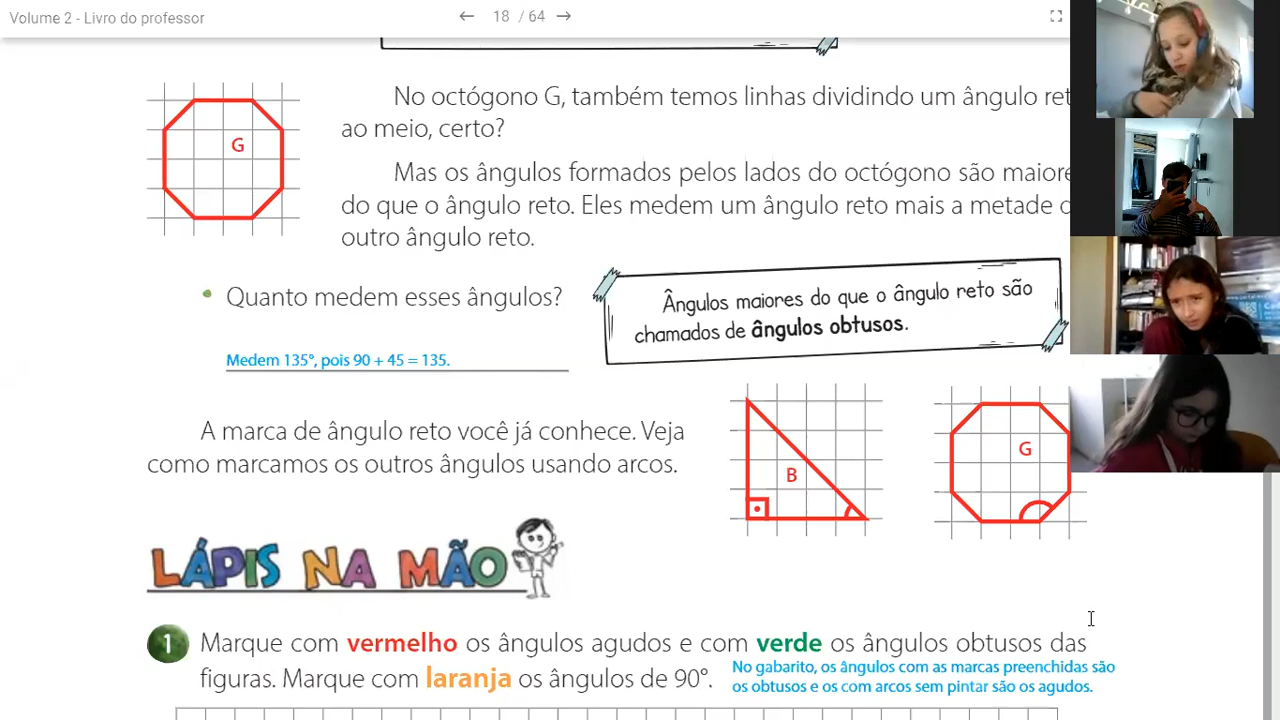 Volume 2 - Livro do professor
18 / 64
No octógono G, também temos linhas dividindo um ângulo
ao meio, certo?
G
Mas os ângulos formados pelos lados do octógono são
do que o ângulo reto. Eles medem um ângulo reto mais a metade
outro ângulo reto.
Quanto medem esses ângulos?
Medem 135°, pois 90 + 45 = 135.
Ângulos maiores do que o ângulo reto são
chamados de ângulos obtusos.
A marca de ângulo reto você já conhece. Veja
como marcamos os outros ângulos usando arcos.
B
G
LÁPIS NA MÃO
1 Marque com vermelho os ângulos agudos e com verde os ângulos obtusos das
figuras. Marque com laranja os ângulos de 90°.
No gabarito, os ângulos com as marcas preenchidas são
os obtusos e os com arcos sem pintar são os agudos.